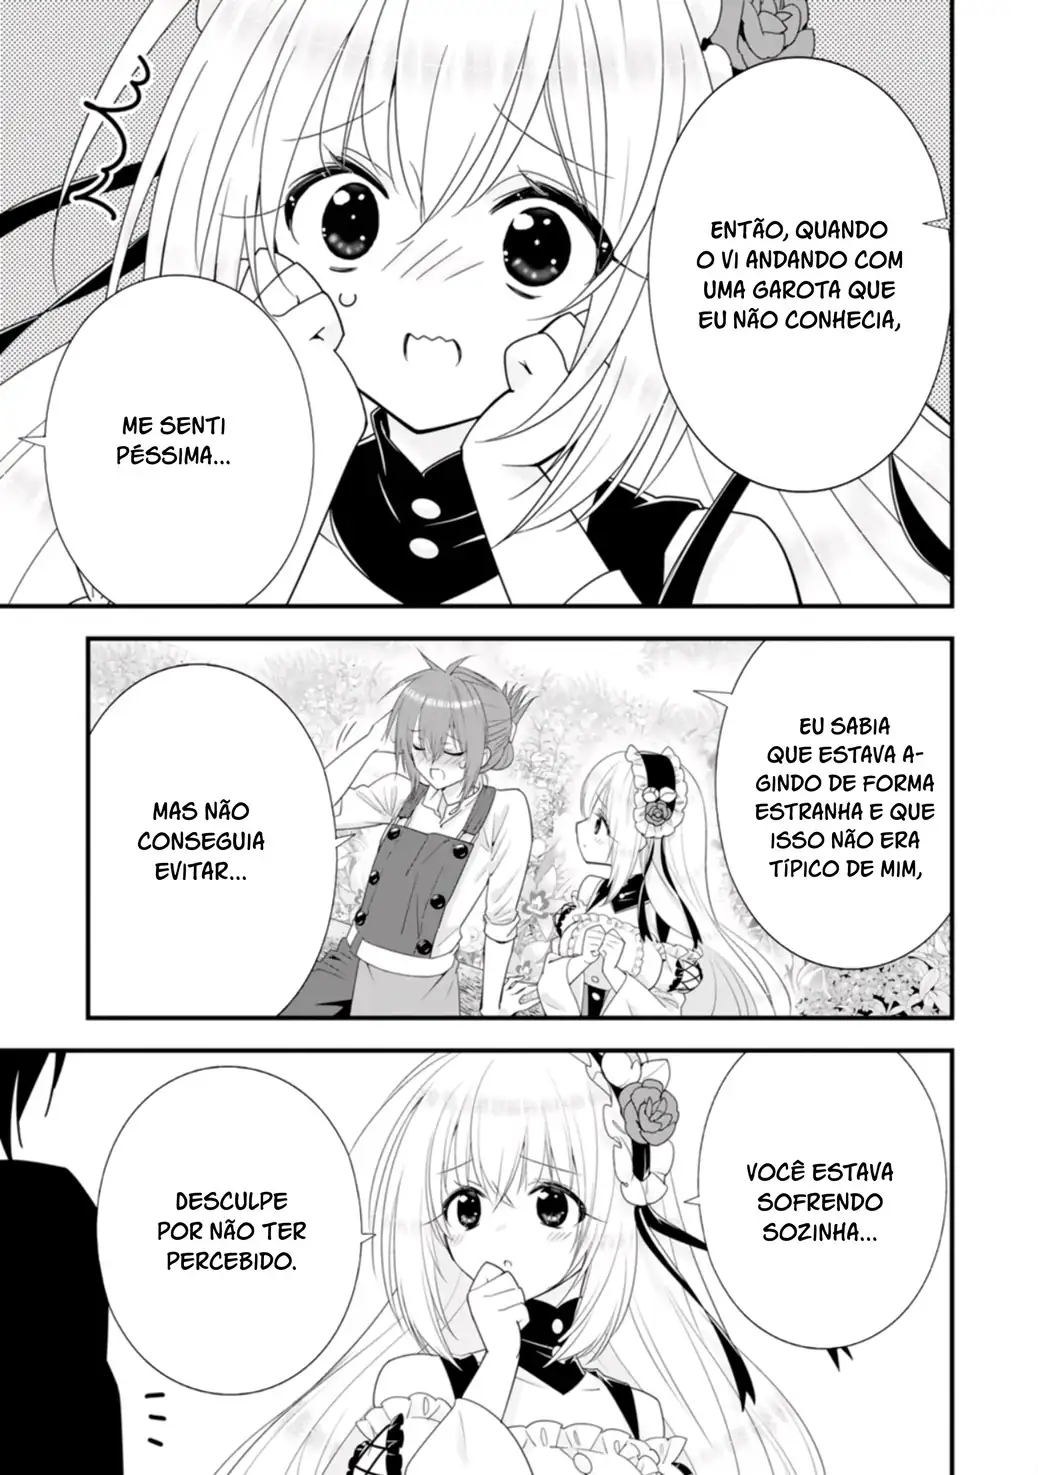 ENTÃO, QUANDO
O VI ANDANDO COM
UMA GAROTA QUE
EU NÃO CONHECIA,
ME SENTI
PÉSSIMA...
EU SABIA
QUE ESTAVA A-
GINDO DE FORMA
ESTRANHA E QUE
ISSO NÃO ERA
TÍPICO DE MIM,
MAS NÃO
CONSEGUIA
EVITAR...
VOCÊ ESTAVA
SOFRENDO
SOZINHA...
DESCULPE
POR NÃO TER
PERCEBIDO.